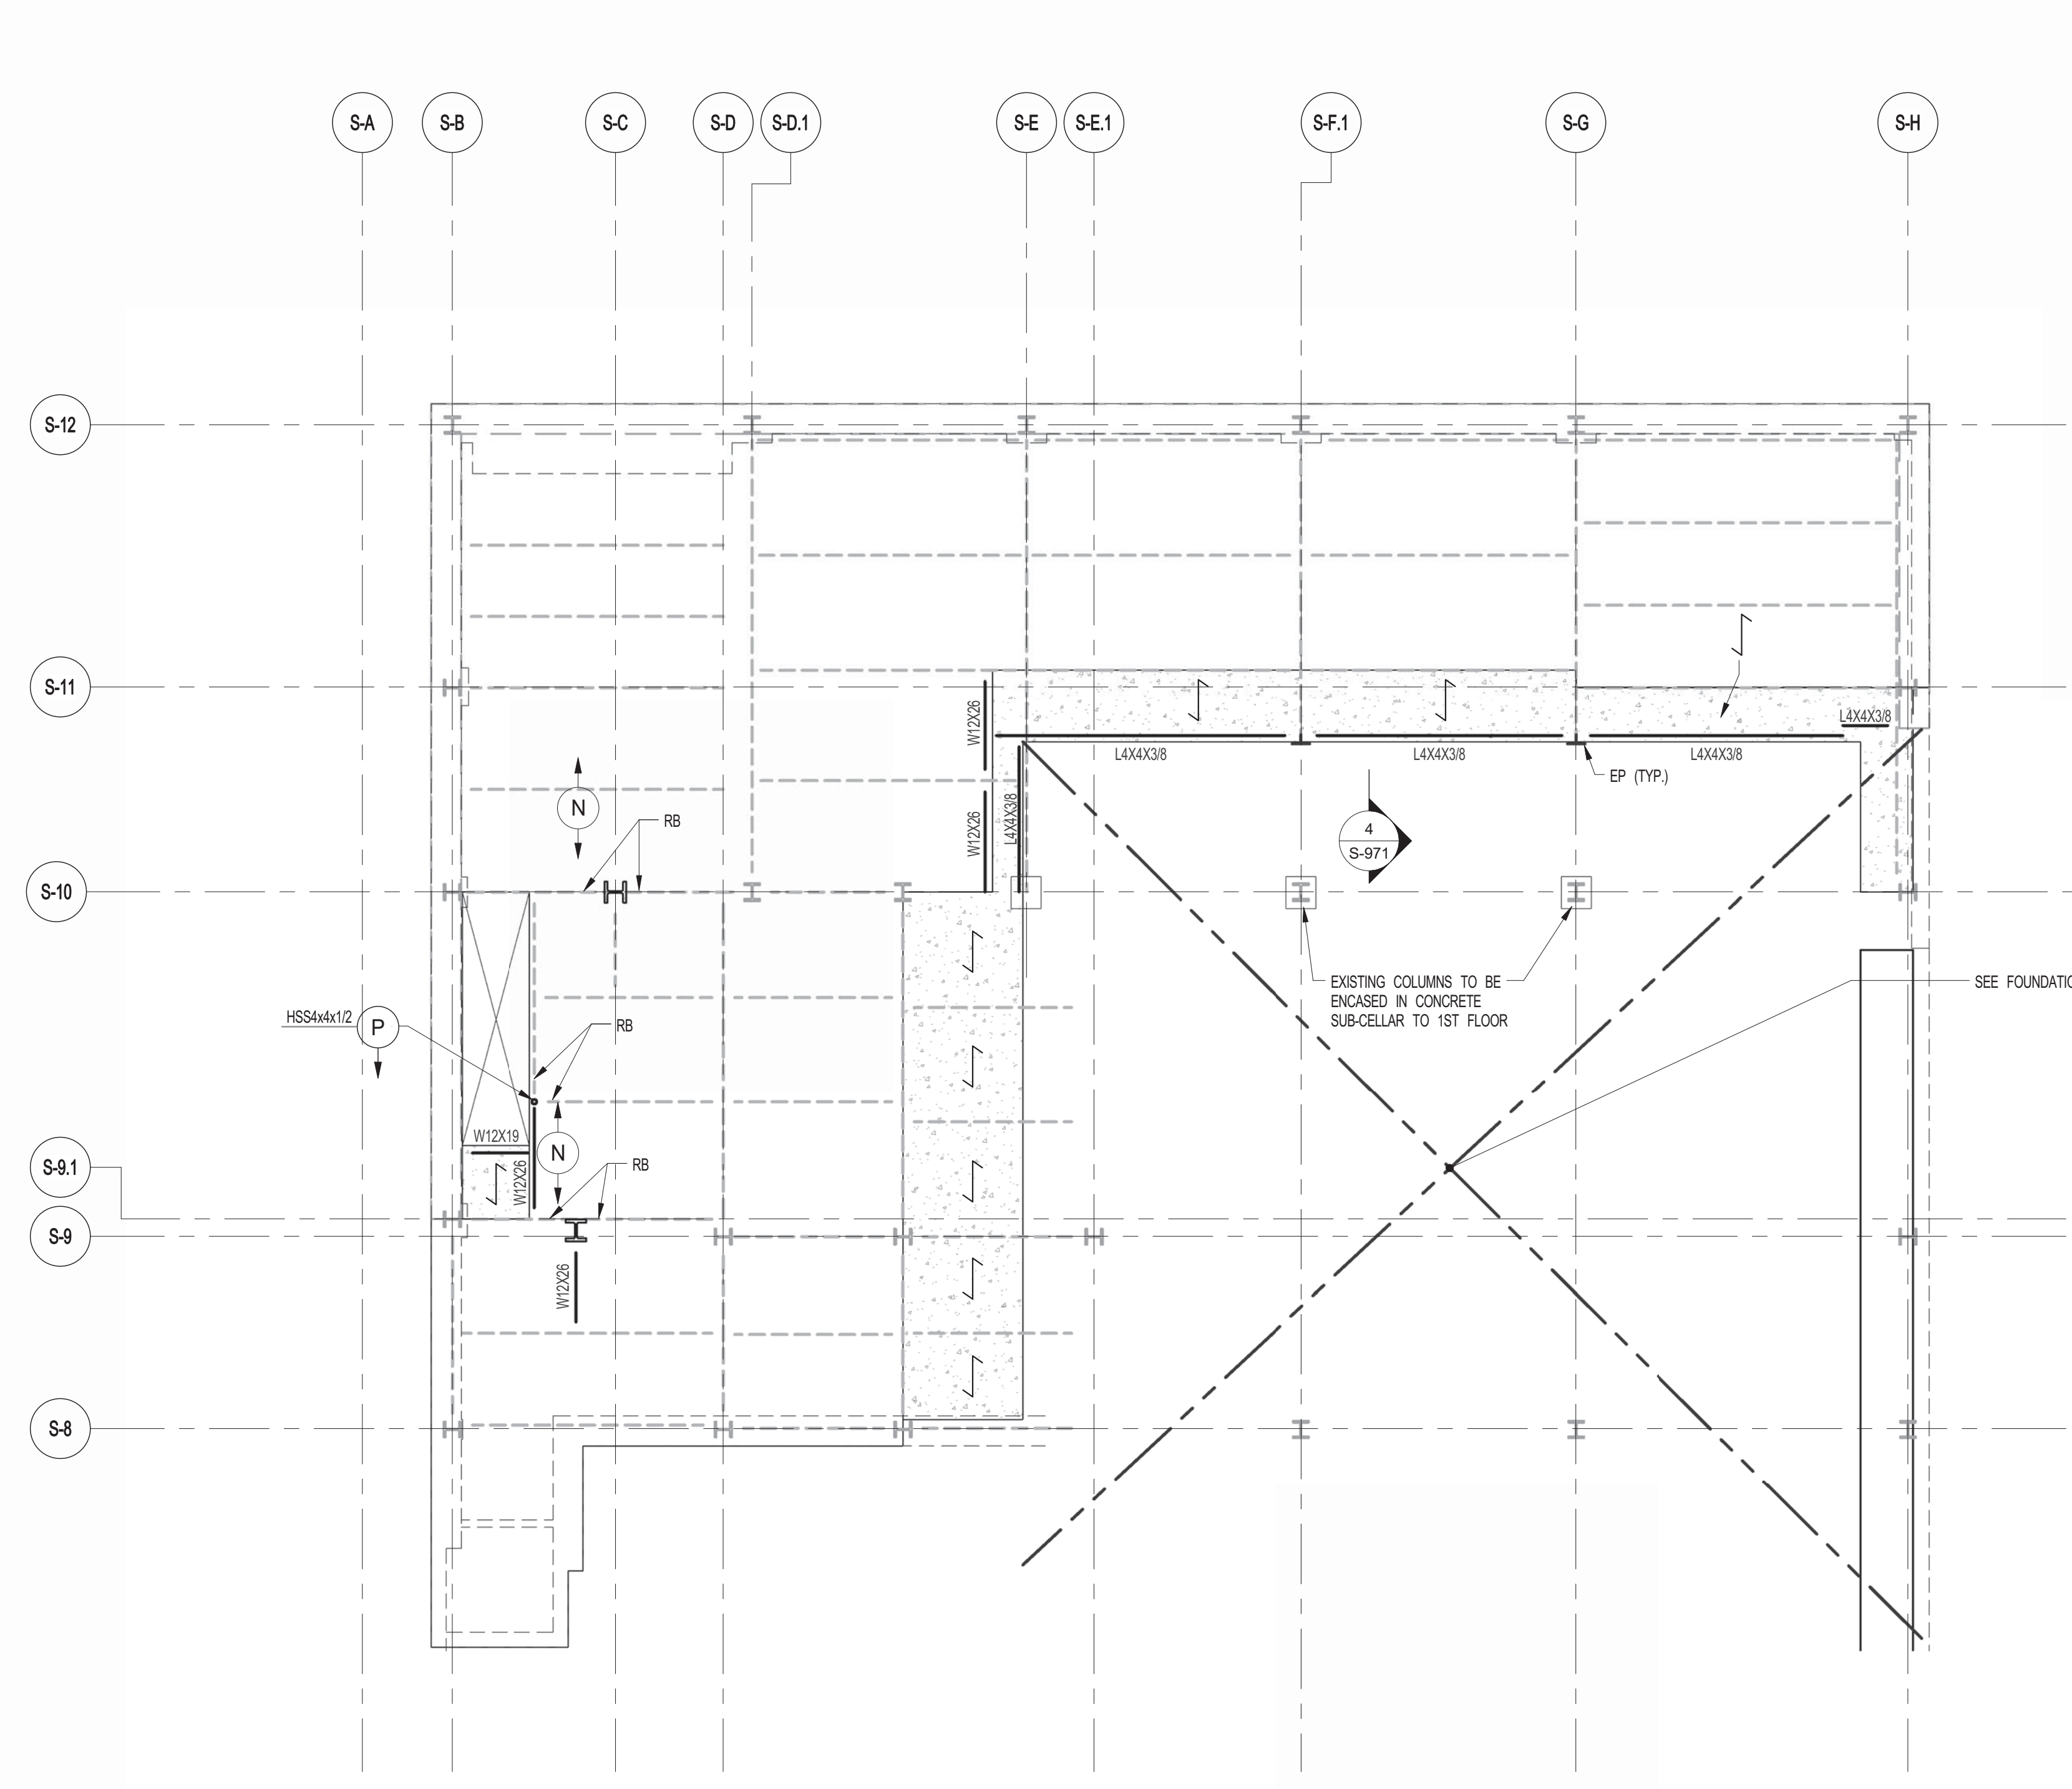 S-A
S-B
S-C
S-D
S-D.1
S-E
S-E.1
S-F.1
S-G
S-H
S-12
S-11
W12X26
L4X4X3/8
L4X4X3/8
L4X4X3/8
L4X4X3/8
EP (TYP.)
N
RB
W12X26
L4X4X3/8
4
S-971
S-10
EXISTING COLUMNS TO BE
ENCASED IN CONCRETE
SUB-CELLAR TO 1ST FLOOR
SEE FOUNDATIO
HSS4x4x1/2
P
RB
W12X19
N
S-9.1
W12X26
RB
S-9
W12X26
S-8